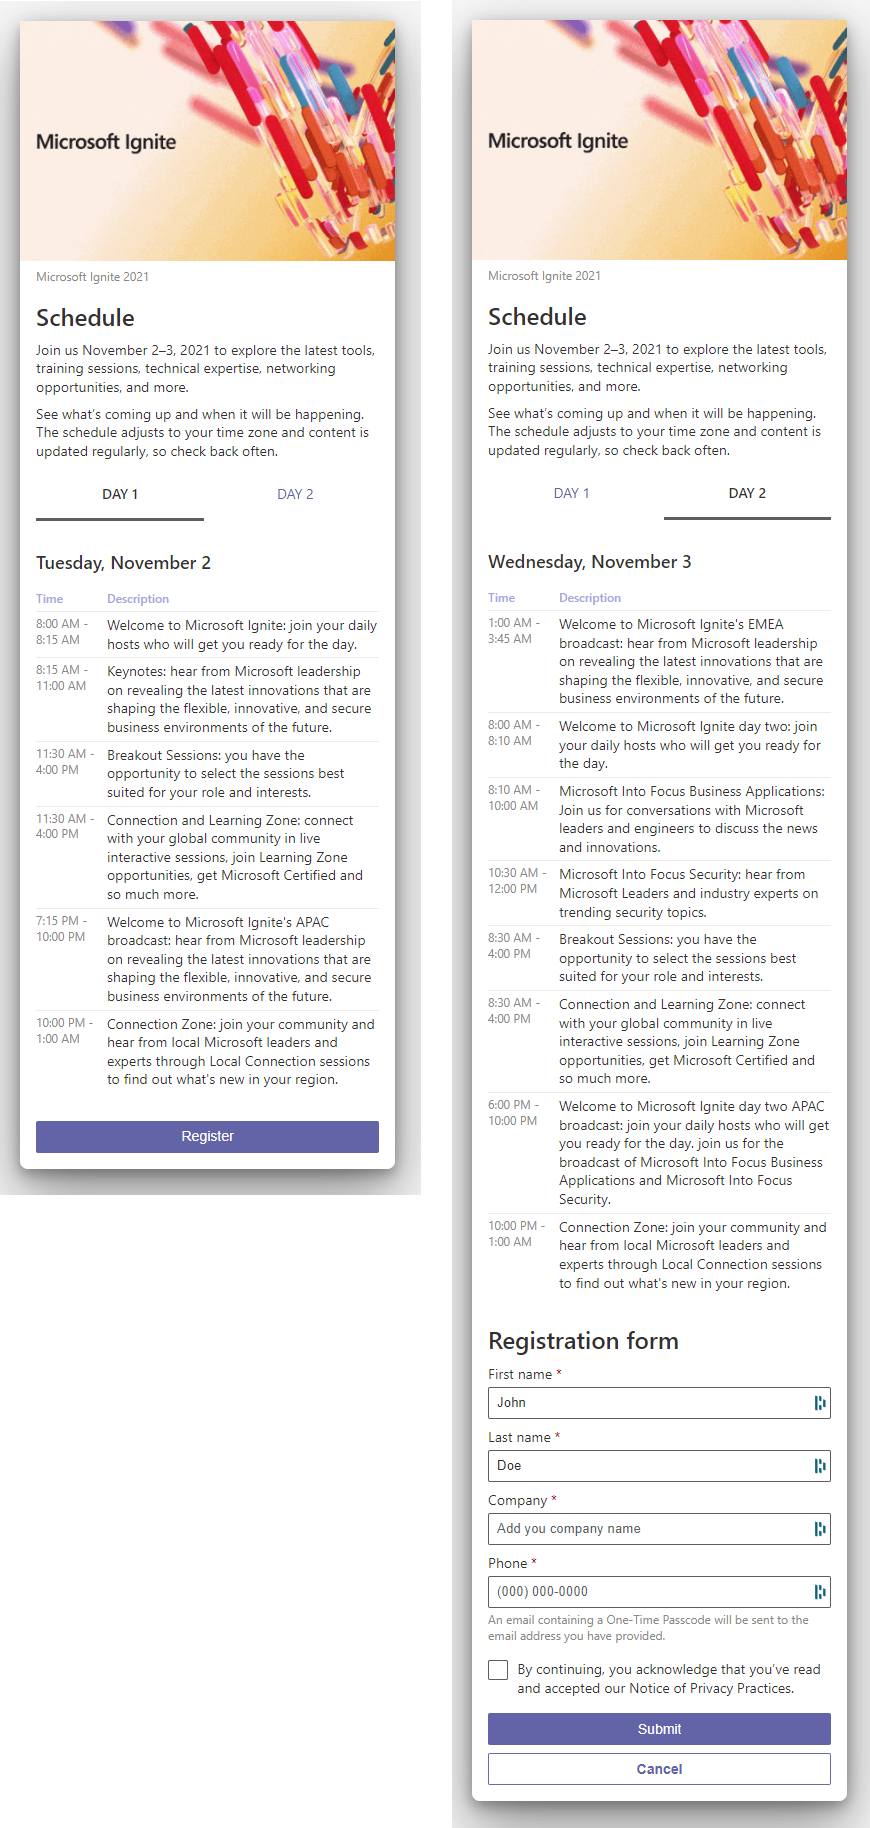 Microsoft Ignite
Microsoft Ignite 2021
Schedule
Join us November 2–3, 2021 to explore the latest tools,
training sessions, technical expertise, networking
opportunities, and more.
See what's coming up and when it will be happening.
The schedule adjusts to your time zone and content is
updated regularly, so check back often.
DAY 1 DAY 2
Tuesday, November 2
Time Description
8:00 AM - 8:15 AM
Welcome to Microsoft Ignite: join your daily
hosts who will get you ready for the day.
8:15 AM - 11:00 AM
Keynotes: hear from Microsoft leadership
on revealing the latest innovations that are
shaping the flexible, innovative, and secure
business environments of the future.
11:30 AM - 4:00 PM
Breakout Sessions: you have the
opportunity to select the sessions best
suited for your role and interests.
11:30 AM - 4:00 PM
Connection and Learning Zone: connect
with your global community in live
interactive sessions, join Learning Zone
opportunities, get Microsoft Certified and
so much more.
7:15 PM - 10:00 PM
Welcome to Microsoft Ignite's APAC
broadcast: hear from Microsoft leadership
on revealing the latest innovations that are
shaping the flexible, innovative, and secure
business environments of the future.
10:00 PM - 1:00 AM
Connection Zone: join your community and
hear from local Microsoft leaders and
experts through Local Connection sessions
to find out what's new in your region.
Register
Microsoft Ignite
Microsoft Ignite 2021
Schedule
Join us November 2–3, 2021 to explore the latest tools,
training sessions, technical expertise, networking
opportunities, and more.
See what's coming up and when it will be happening.
The schedule adjusts to your time zone and content is
updated regularly, so check back often.
DAY 1 DAY 2
Wednesday, November 3
Time Description
1:00 AM - 3:45 AM
Welcome to Microsoft Ignite's EMEA
broadcast: hear from Microsoft leadership
on revealing the latest innovations that are
shaping the flexible, innovative, and secure
business environments of the future.
8:00 AM - 8:10 AM
Welcome to Microsoft Ignite day two: join
your daily hosts who will get you ready for
the day.
8:10 AM - 10:00 AM
Microsoft Into Focus Business Applications:
Join us for conversations with Microsoft
leaders and engineers to discuss the news
and innovations.
10:30 AM - 12:00 PM
Microsoft Into Focus Security: hear from
Microsoft Leaders and industry experts on
trending security topics.
8:30 AM - 4:00 PM
Breakout Sessions: you have the
opportunity to select the sessions best
suited for your role and interests.
8:30 AM - 4:00 PM
Connection and Learning Zone: connect
with your global community in live
interactive sessions, join Learning Zone
opportunities, get Microsoft Certified and
so much more.
6:00 PM - 10:00 PM
Welcome to Microsoft Ignite day two APAC
broadcast: join your daily hosts who will get
you ready for the day. join us for the
broadcast of Microsoft Into Focus Business
Applications and Microsoft Into Focus
Security.
10:00 PM - 1:00 AM
Connection Zone: join your community and
hear from local Microsoft leaders and
experts through Local Connection sessions
to find out what's new in your region.
Registration form
First name *
John
Last name *
Doe
Company *
Add you company name
Phone *
(000) 000-0000
An email containing a One-Time Passcode will be sent to the
email address you have provided.
By continuing, you acknowledge that you've read
and accepted our Notice of Privacy Practices.
Submit
Cancel